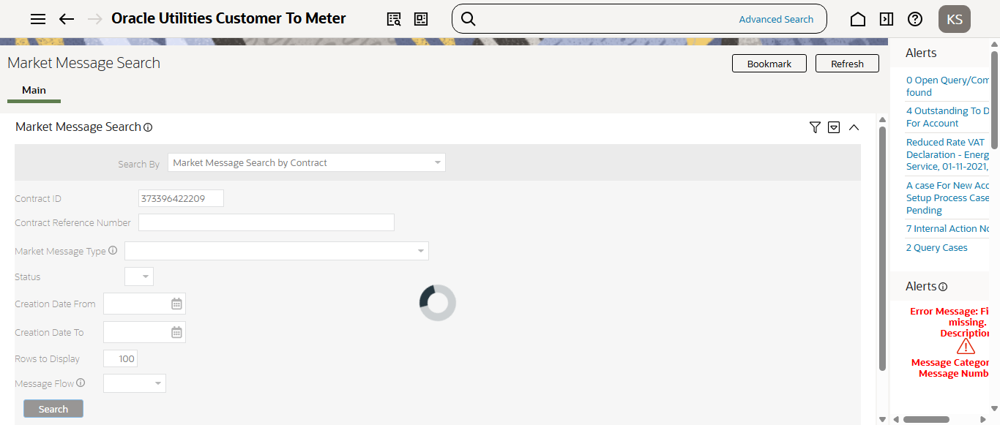 Oracle Utilities Customer To Meter
Advanced Search
KS
Market Message Search
Bookmark
Refresh
Main
Market Message Search
Search By
Market Message Search by Contract
Contract ID
373396422209
Contract Reference Number
Market Message Type
Status
Creation Date From
Creation Date To
Rows to Display
100
Message Flow
Search
Alerts
0 Open Query/Com
found
4 Outstanding To D
For Account
Reduced Rate VAT
Declaration - Energ
Service, 01-11-2021,
A case For New Acc
Setup Process Case
Pending
7 Internal Action No
2 Query Cases
Alerts
Error Message: Fi
missing.
Description
Message Categor
Message Numb